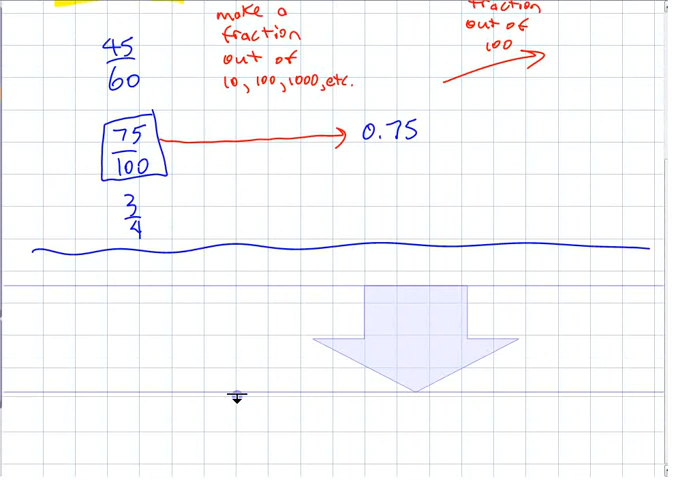 make a
fraction
out of
10, 100, 1000, etc.
fraction
out of
100
45
60
75
100
0.75
3
4